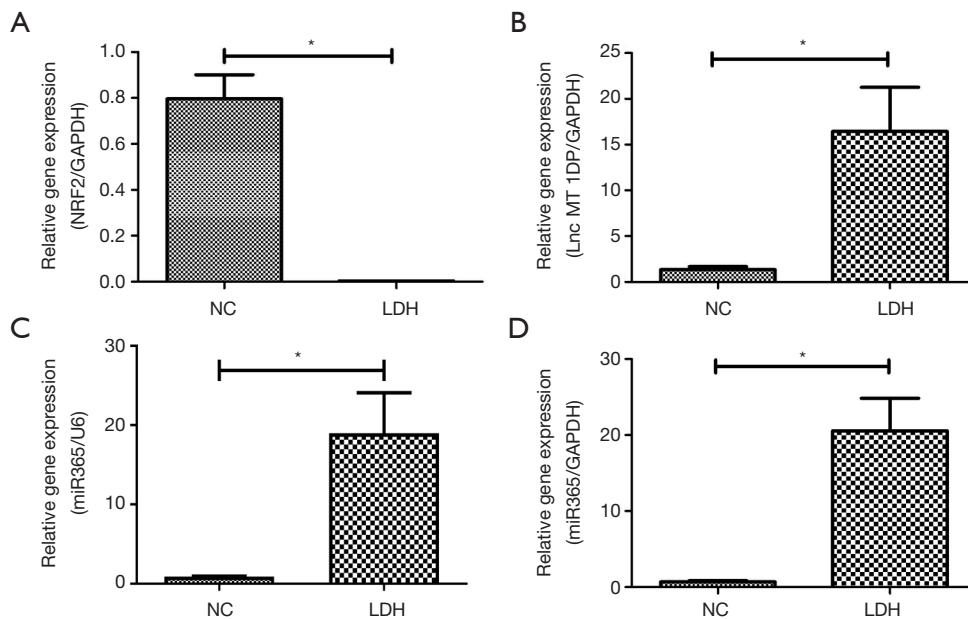 A
Relative gene expression
(NRF2/GAPDH)
1.0
0.8
0.6
0.4
0.2
0.0
*
NC LDH
B
Relative gene expression
(Lnc MT 1DP/GAPDH)
25
20
15
10
5
0
*
NC LDH
C
Relative gene expression
(miR365/U6)
30
20
10
0
*
NC LDH
D
Relative gene expression
(miR365/GAPDH)
30
20
10
0
*
NC LDH